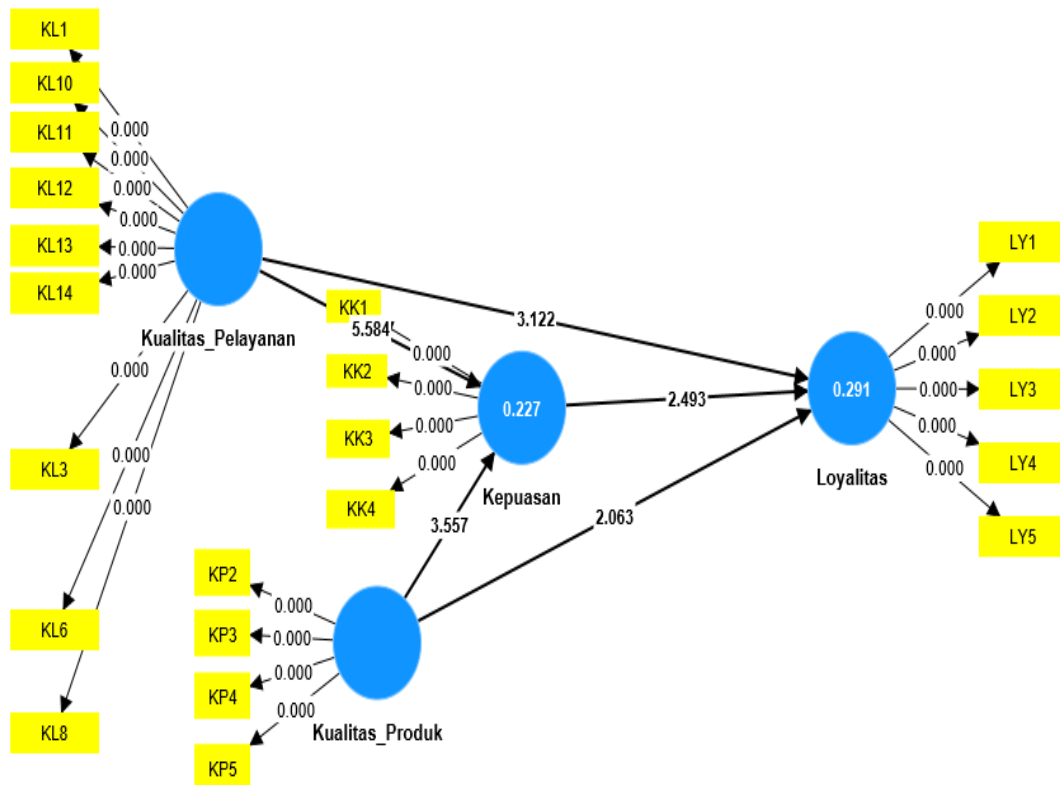 KL1
KL10
KL11
KL12
KL13
KL14
KL3
KL6
KL8
0.000
0.000
0.000
0.000
0.000
0.000
0.000
0.000
0.000
Kualitas_Pelayanan
3.122
5.584
KK1
KK2
KK3
KK4
0.000
0.000
0.000
0.000
0.227
Kepuasan
2.493
3.557
2.063
KP2
KP3
KP4
KP5
0.000
0.000
0.000
0.000
Kualitas_Produk
0.291
Loyalitas
0.000
0.000
0.000
0.000
0.000
LY1
LY2
LY3
LY4
LY5